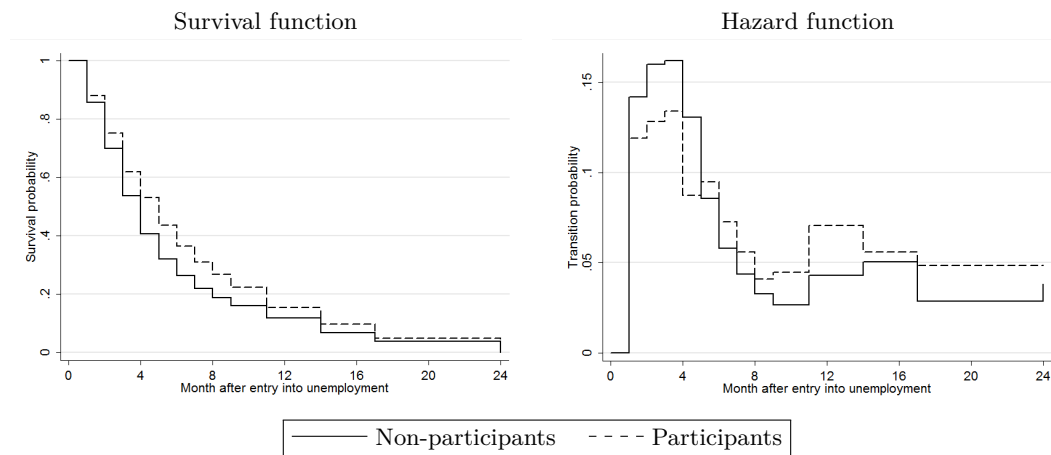 Survival function
Survival probability
1
.8
.6
.4
.2
0
0 4 8 12 16 20 24
Month after entry into unemployment
Hazard function
Transition probability
.15
.1
.05
0
0 4 8 12 16 20 24
Month after entry into unemployment
Non-participants Participants